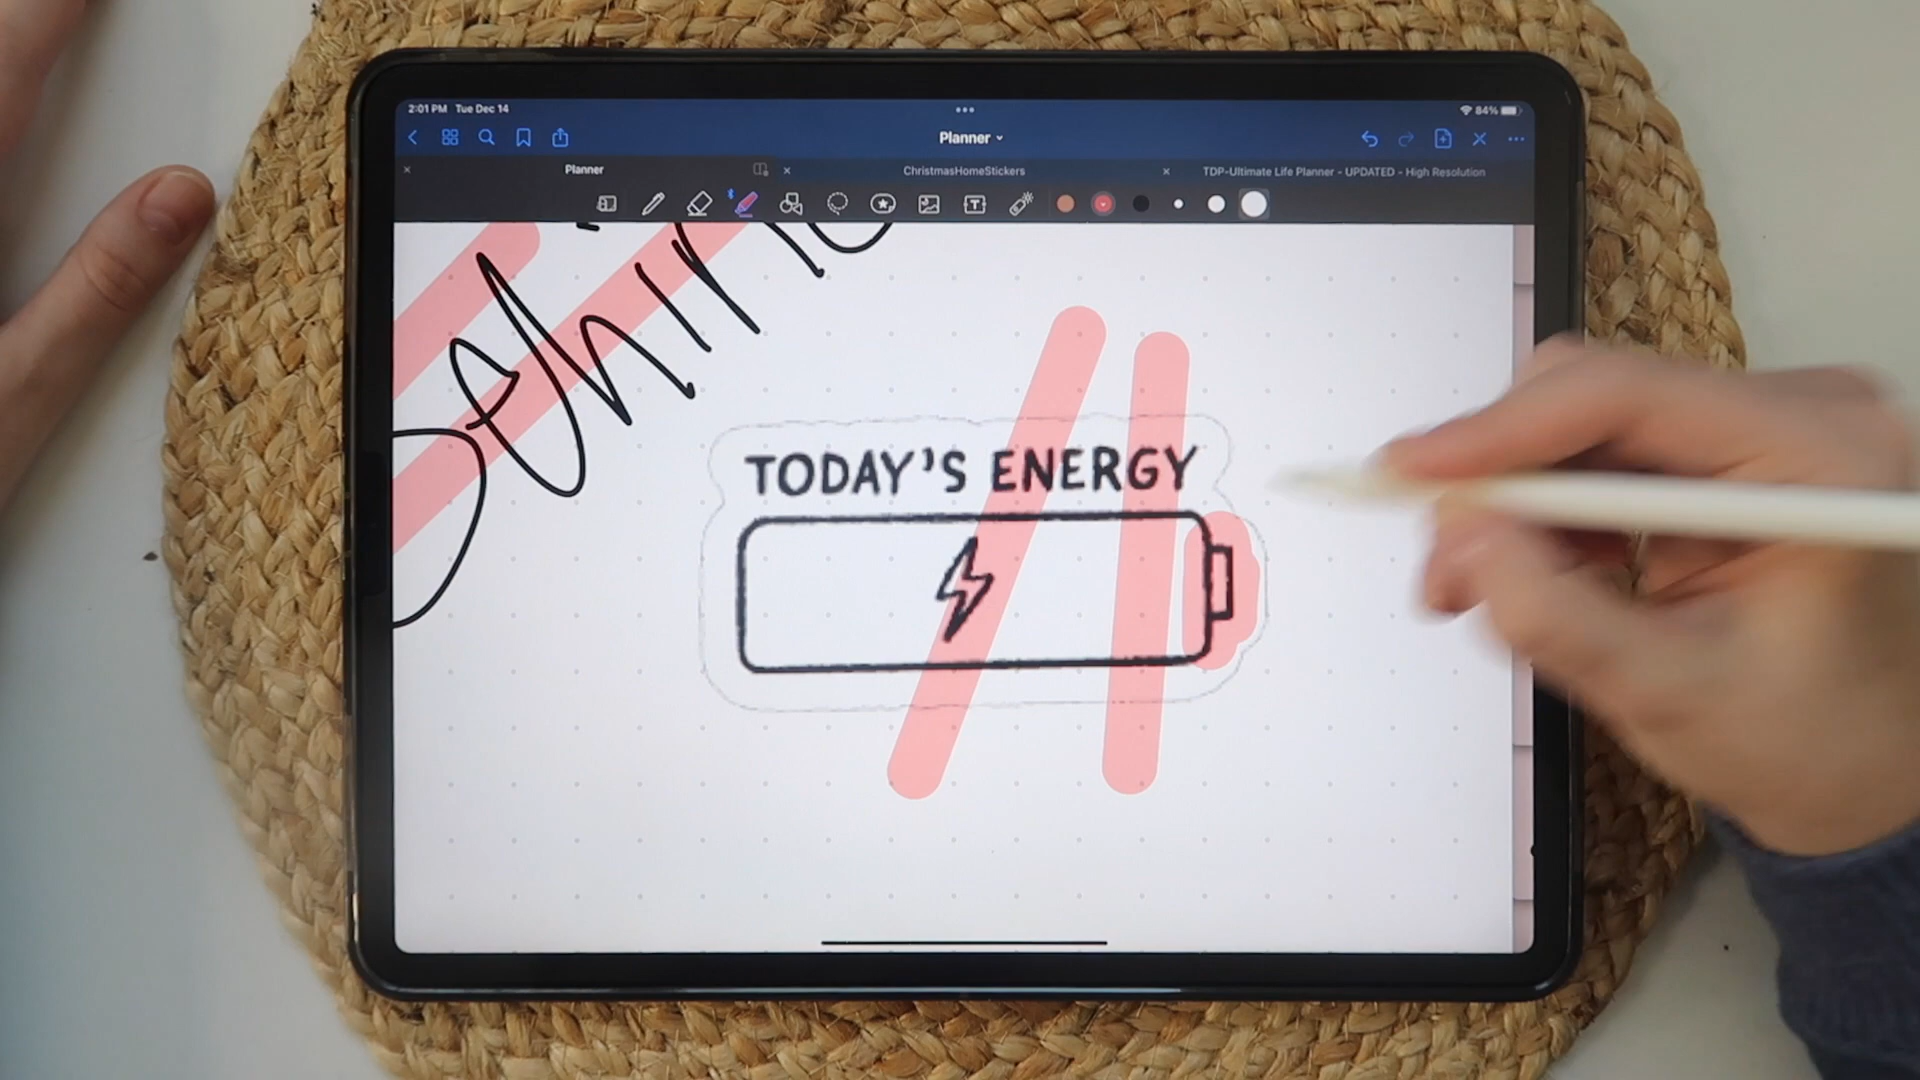 2:01 PM Tue Dec 14
84%
Planner
Planner
ChristmasHomeStickers
TDP-Ultimate Life Planner - UPDATED - High Resolution
TODAY'S ENERGY